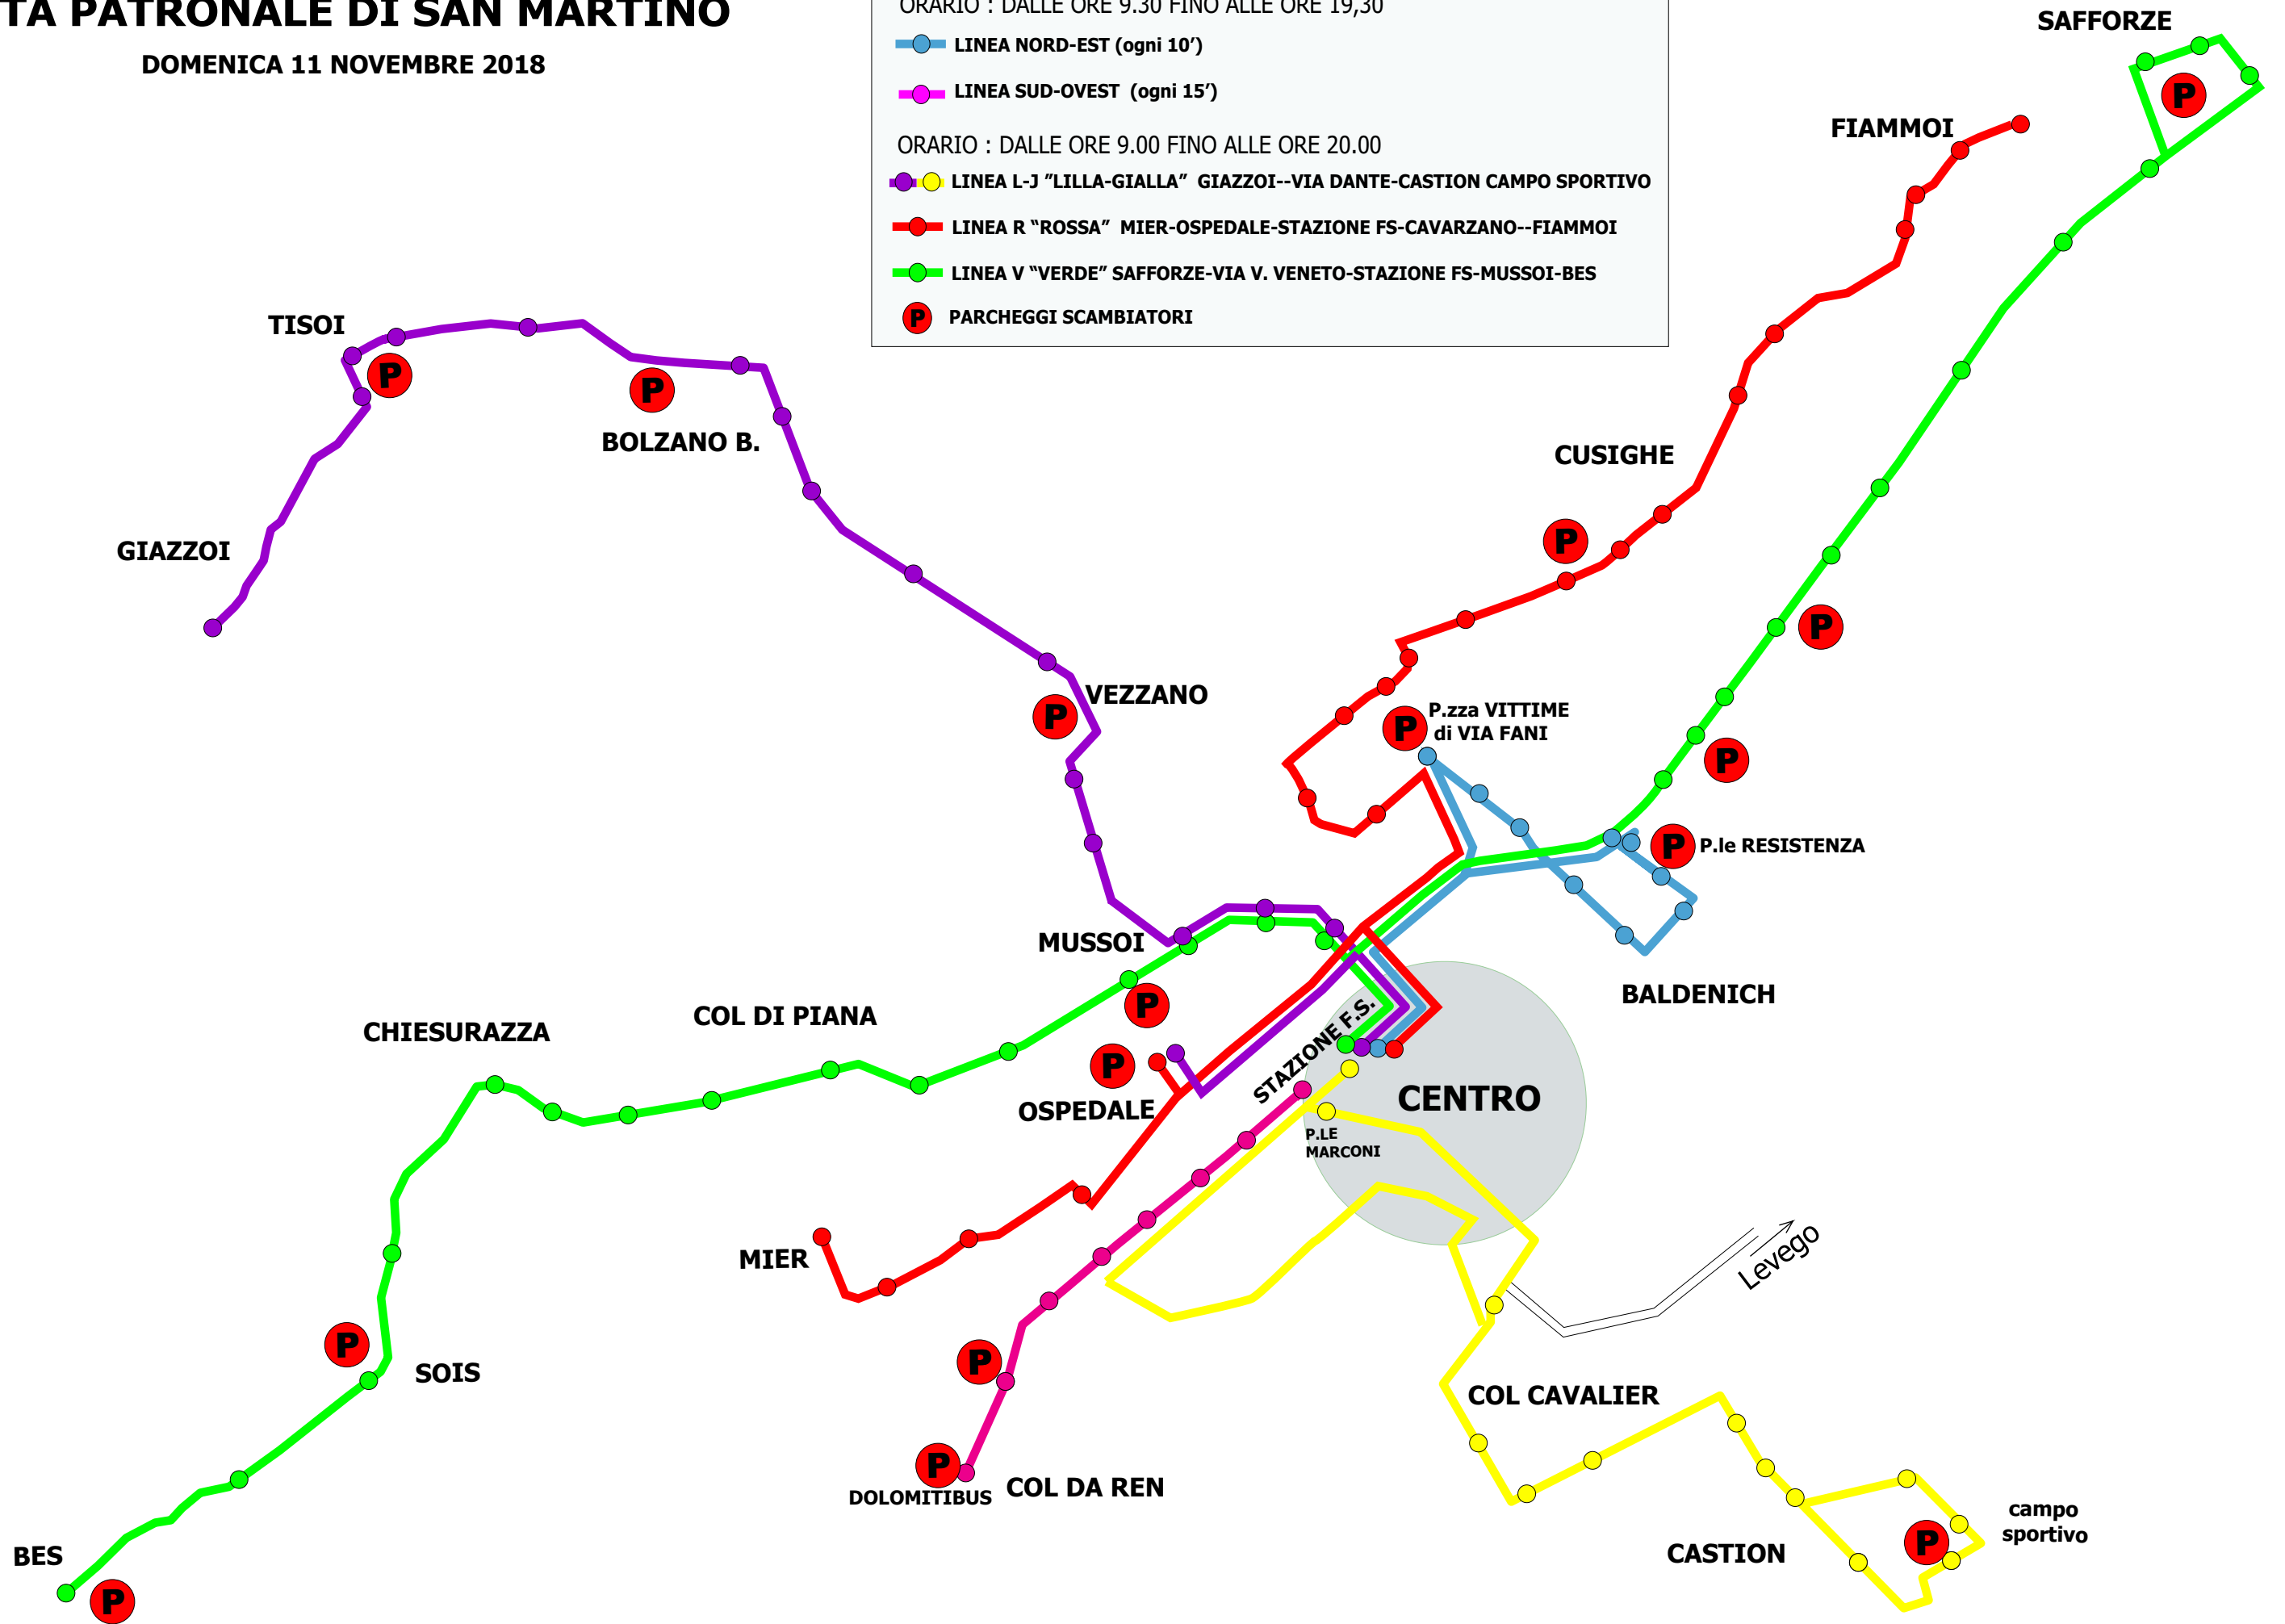 TA PATRONALE DI SAN MARTINO
DOMENICA 11 NOVEMBRE 2018
ORARIO : DALLE ORE 9.30 FINO ALLE ORE 19,30
LINEA NORD-EST (ogni 10')
LINEA SUD-OVEST (ogni 15')
ORARIO : DALLE ORE 9.00 FINO ALLE ORE 20.00
LINEA L-J "LILLA-GIALLA" GIAZZOI--VIA DANTE-CASTION CAMPO SPORTIVO
LINEA R "ROSSA" MIER-OSPEDALE-STAZIONE FS-CAVARZANO--FIAMMOI
LINEA V "VERDE" SAFFORZE-VIA V. VENETO-STAZIONE FS-MUSSOI-BES
P PARCHEGGI SCAMBIATORI
SAFFORZE
P
FIAMMOI
TISOI
P
P
BOLZANO B.
CUSIGHE
P
GIAZZOI
P
VEZZANO
P
P
P.zza VITTIME
di VIA FANI
P
P
P.le RESISTENZA
MUSSOI
P
BALDENICH
COL DI PIANA
CHIESURAZZA
P
OSPEDALE
STAZIONE F.S.
CENTRO
P.LE
MARCONI
MIER
Levego
P
SOIS
P
COL CAVALIER
P
DOLOMITIBUS
COL DA REN
campo
sportivo
P
CASTION
BES
P